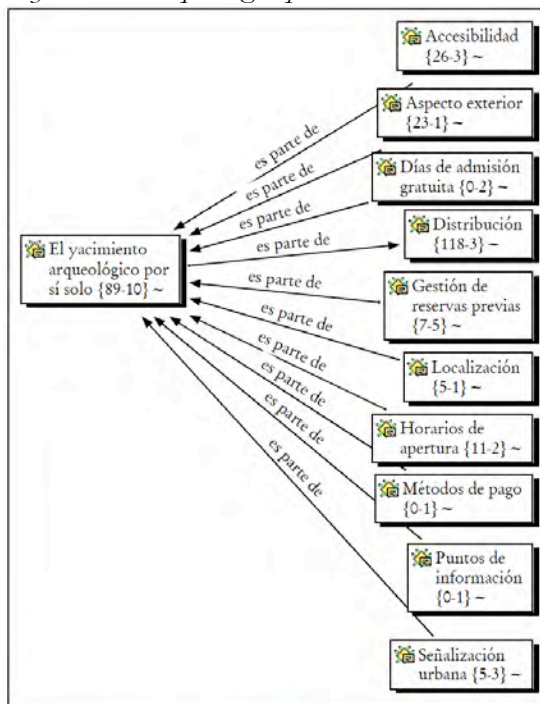 Accesibilidad
{26-3} ~
Aspecto exterior
{23-1} ~
Días de admisión
gratuita {0-2} ~
Distribución
{118-3} ~
El yacimiento
arqueológico por
sí solo {89-10} ~
Gestión de
reservas previas
{7-5} ~
Localización
{5-1} ~
Horarios de
apertura {11-2} ~
Métodos de pago
{0-1} ~
Puntos de
información
{0-1} ~
Señalización
urbana {5-3} ~
es parte de
es parte de
es parte de
es parte de
es parte de
es parte de
es parte de
es parte de
es parte de
es parte de